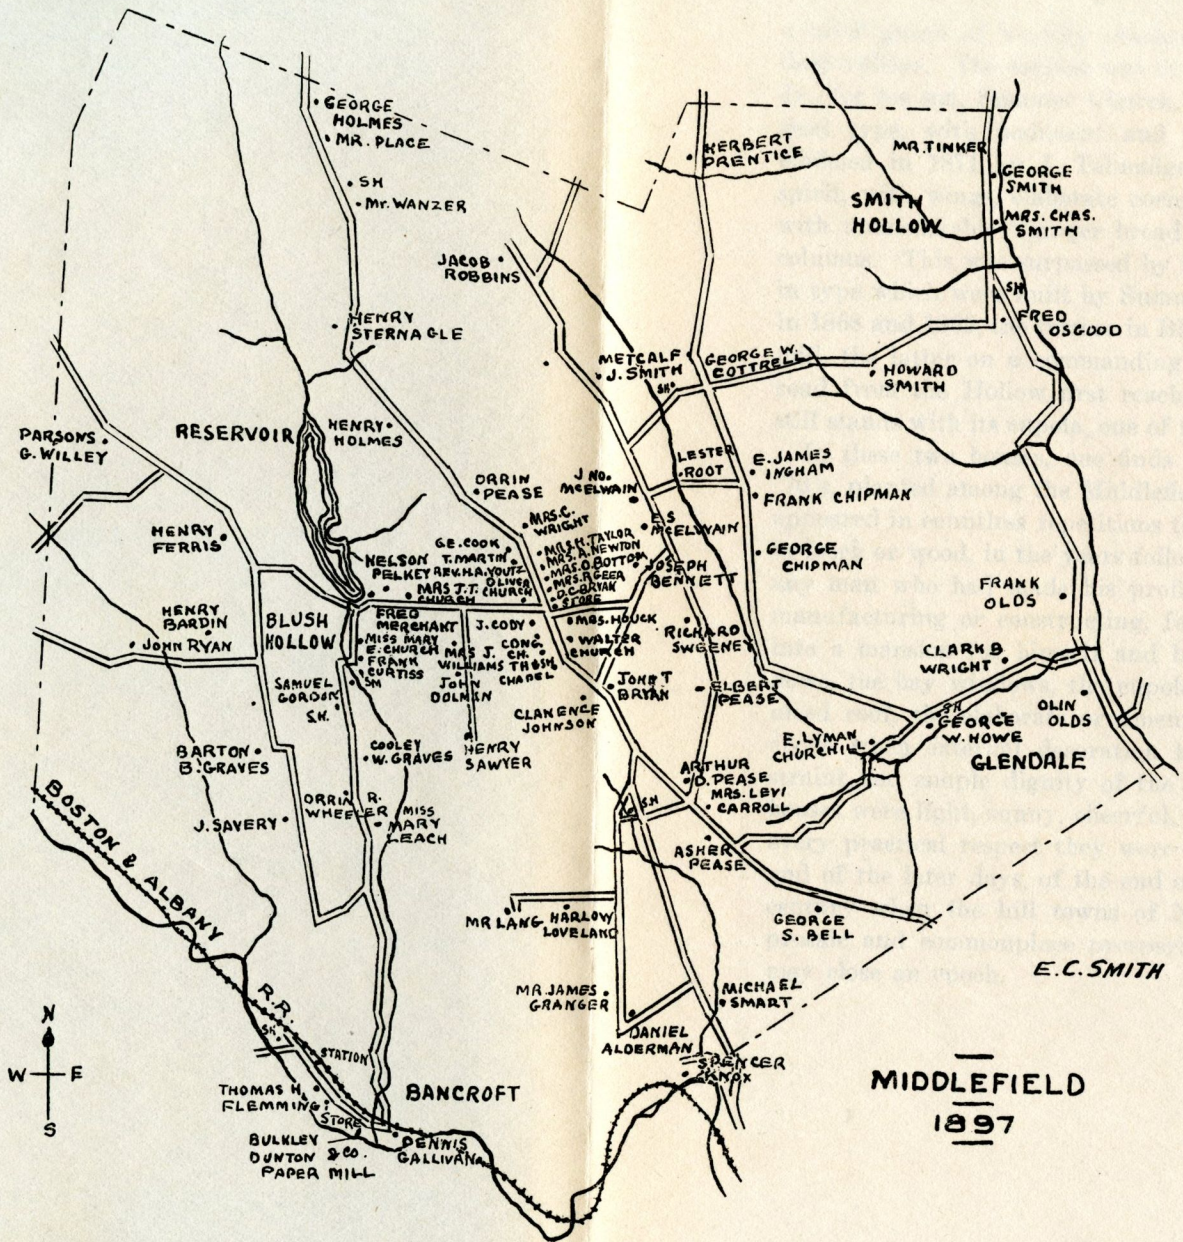 GEORGE
HOLMES
MR. PLACE
SH
Mr. WANZER
HERBERT
PRENTICE
MR. TINKER
GEORGE
SMITH
SMITH
HOLLOW
MRS. CHAS.
SMITH
JACOB
ROBBINS
SH
FRED
OSGOOD
HENRY
STERNAGLE
METCALF
J. SMITH
SH
GEORGE W.
COTTRELL
HOWARD
SMITH
PARSONS
G. WILLEY
RESERVOIR
HENRY
HOLMES
LESTER
ROOT
E. JAMES
INGHAM
FRANK CHIPMAN
ORRIN
PEASE
JNO.
McELWAIN
MRS. C.
WRIGHT
E S
McELWAIN
HENRY
FERRIS
GEORGE
CHIPMAN
G.E. COOK
T. MARTIN
REV. H.A. YOUTZ
OLIVER
CHURCH
MRS. H. TAYLOR
MRS. A. NEWTON
MRS. O. BOTTOM
MRS. P. GEER
O.C. BRYAN
STORE
NELSON
PELKEY
MRS J. T.
CHURCH
JOSEPH
BENNETT
FRANK
OLDS
HENRY
BARDIN
JOHN RYAN
BLUSH
HOLLOW
FRED
MERCHANT
J. CODY
MRS. HOUCK
MISS MARY
E. CHURCH
FRANK
CURTISS
SM
MRS J.
WILLIAMS
CONG.
CH.
THOS H
CHAPEL
WALTER
CHURCH
RICHARD
SWEENEY
CLARK B
WRIGHT
SAMUEL
GORDON
S.H.
JOHN
DOLNAN
JON. T
BRYAN
ELBERT
PEASE
CLARENCE
JOHNSON
SH
GEORGE
W. HOWE
OLIN
OLDS
BARTON
B. GRAVES
COOLEY
W. GRAVES
HENRY
SAWYER
E. LYMAN
CHURCHILL
GLENDALE
ARTHUR
D. PEASE
MRS. LEVI
CARROLL
SH
ORRIN R.
WHEELER
MISS
MARY
LEACH
J. SAVERY
BOSTON & ALBANY
R.R.
ASHER
PEASE
MR LANG
HARLOW
LOVELAND
GEORGE
S. BELL
E.C. SMITH
MR. JAMES
GRANGER
MICHAEL
SMART
DANIEL
ALDERMAN
SPENCER
KNOX
N
W E
S
SH.
STATION
THOMAS H.
FLEMMING
BANCROFT
STORE
BULKLEY
DUNTON & CO.
PAPER MILL
DENNIS
GALLIVAN
MIDDLEFIELD
1897